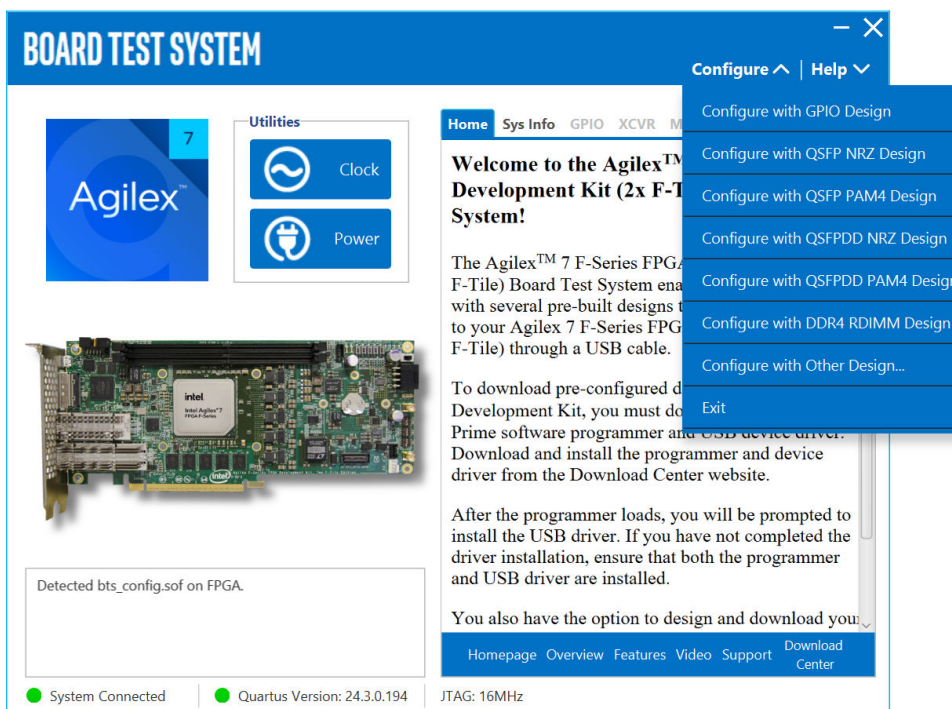 BOARD TEST SYSTEM
Configure | Help
Configure with GPIO Design
Configure with QSFP NRZ Design
Configure with QSFP PAM4 Design
Configure with QSFPDD NRZ Design
Configure with QSFPDD PAM4 Design
Configure with DDR4 RDIMM Design
Configure with Other Design...
Exit
7
Agilex™
Utilities
Clock
Power
intel
Intel Agilex®7
FPGA F-Series
intel
Detected bts_config.sof on FPGA.
Home Sys Info GPIO XCVR
Welcome to the Agilex™
Development Kit (2x
System!
The Agilex™ 7 F-Series
F-Tile) Board Test System
with several pre-built designs
to your Agilex 7 F-Series
F-Tile) through a USB cable.
To download pre-configured
Development Kit, you must
Prime software programmer and USB device driver.
Download and install the programmer and device
driver from the Download Center website.
After the programmer loads, you will be prompted to
install the USB driver. If you have not completed the
driver installation, ensure that both the programmer
and USB driver are installed.
You also have the option to design and download
Homepage Overview Features Video Support Download Center
System Connected
Quartus Version: 24.3.0.194
JTAG: 16MHz